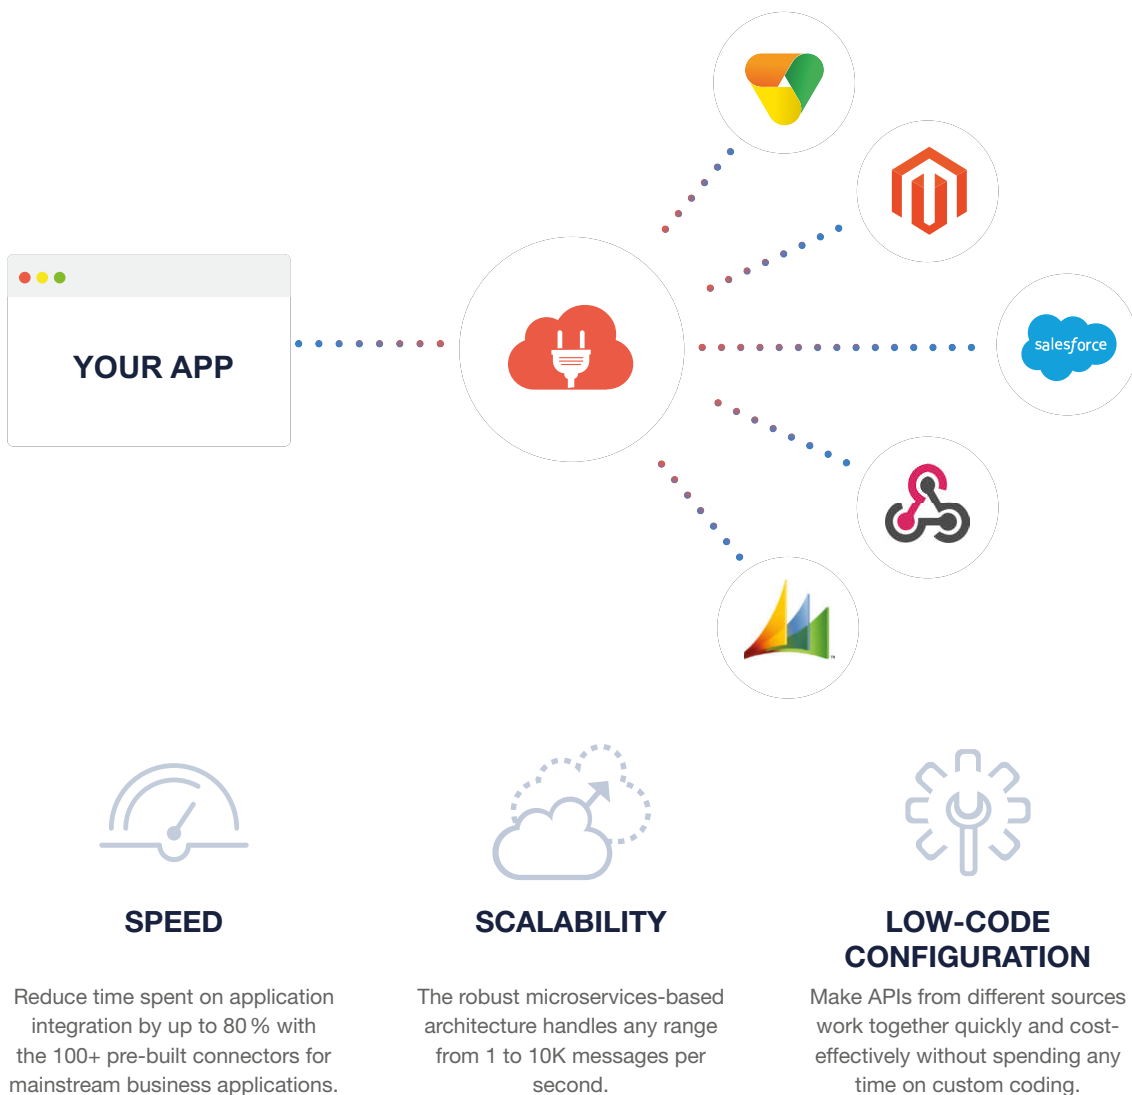 YOUR APP
salesforce
TM
SPEED
Reduce time spent on application
integration by up to 80 % with
the 100+ pre-built connectors for
mainstream business applications.
SCALABILITY
The robust microservices-based
architecture handles any range
from 1 to 10K messages per
second.
LOW-CODE
CONFIGURATION
Make APIs from different sources
work together quickly and cost-
effectively without spending any
time on custom coding.